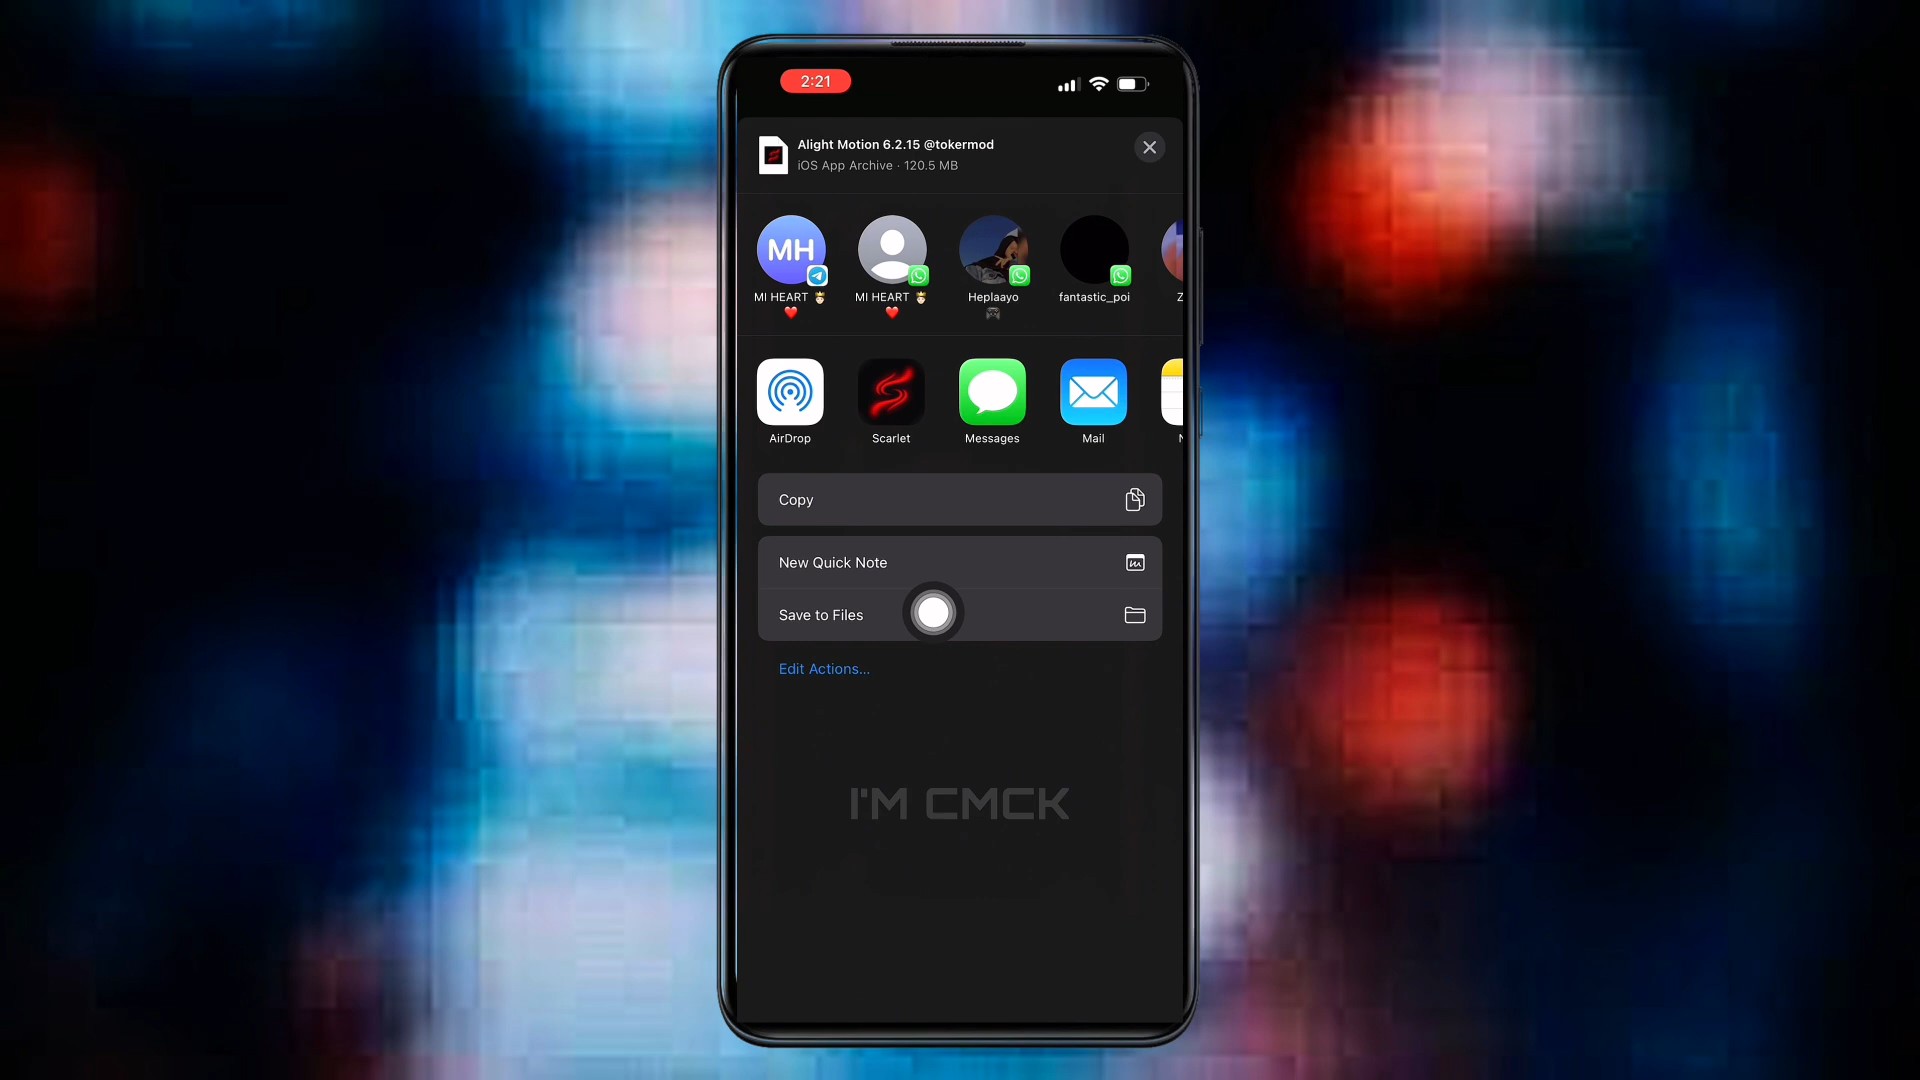 2:21
Alight Motion 6.2.15 @tokermod
iOS App Archive · 120.5 MB
MH
MI HEART 🤴🏻
❤️
MI HEART 🤴🏻
❤️
Heplaayo
🎮
fantastic_poi
Z
AirDrop
Scarlet
Messages
Mail
Copy
New Quick Note
Save to Files
Edit Actions...
I'M CMCK